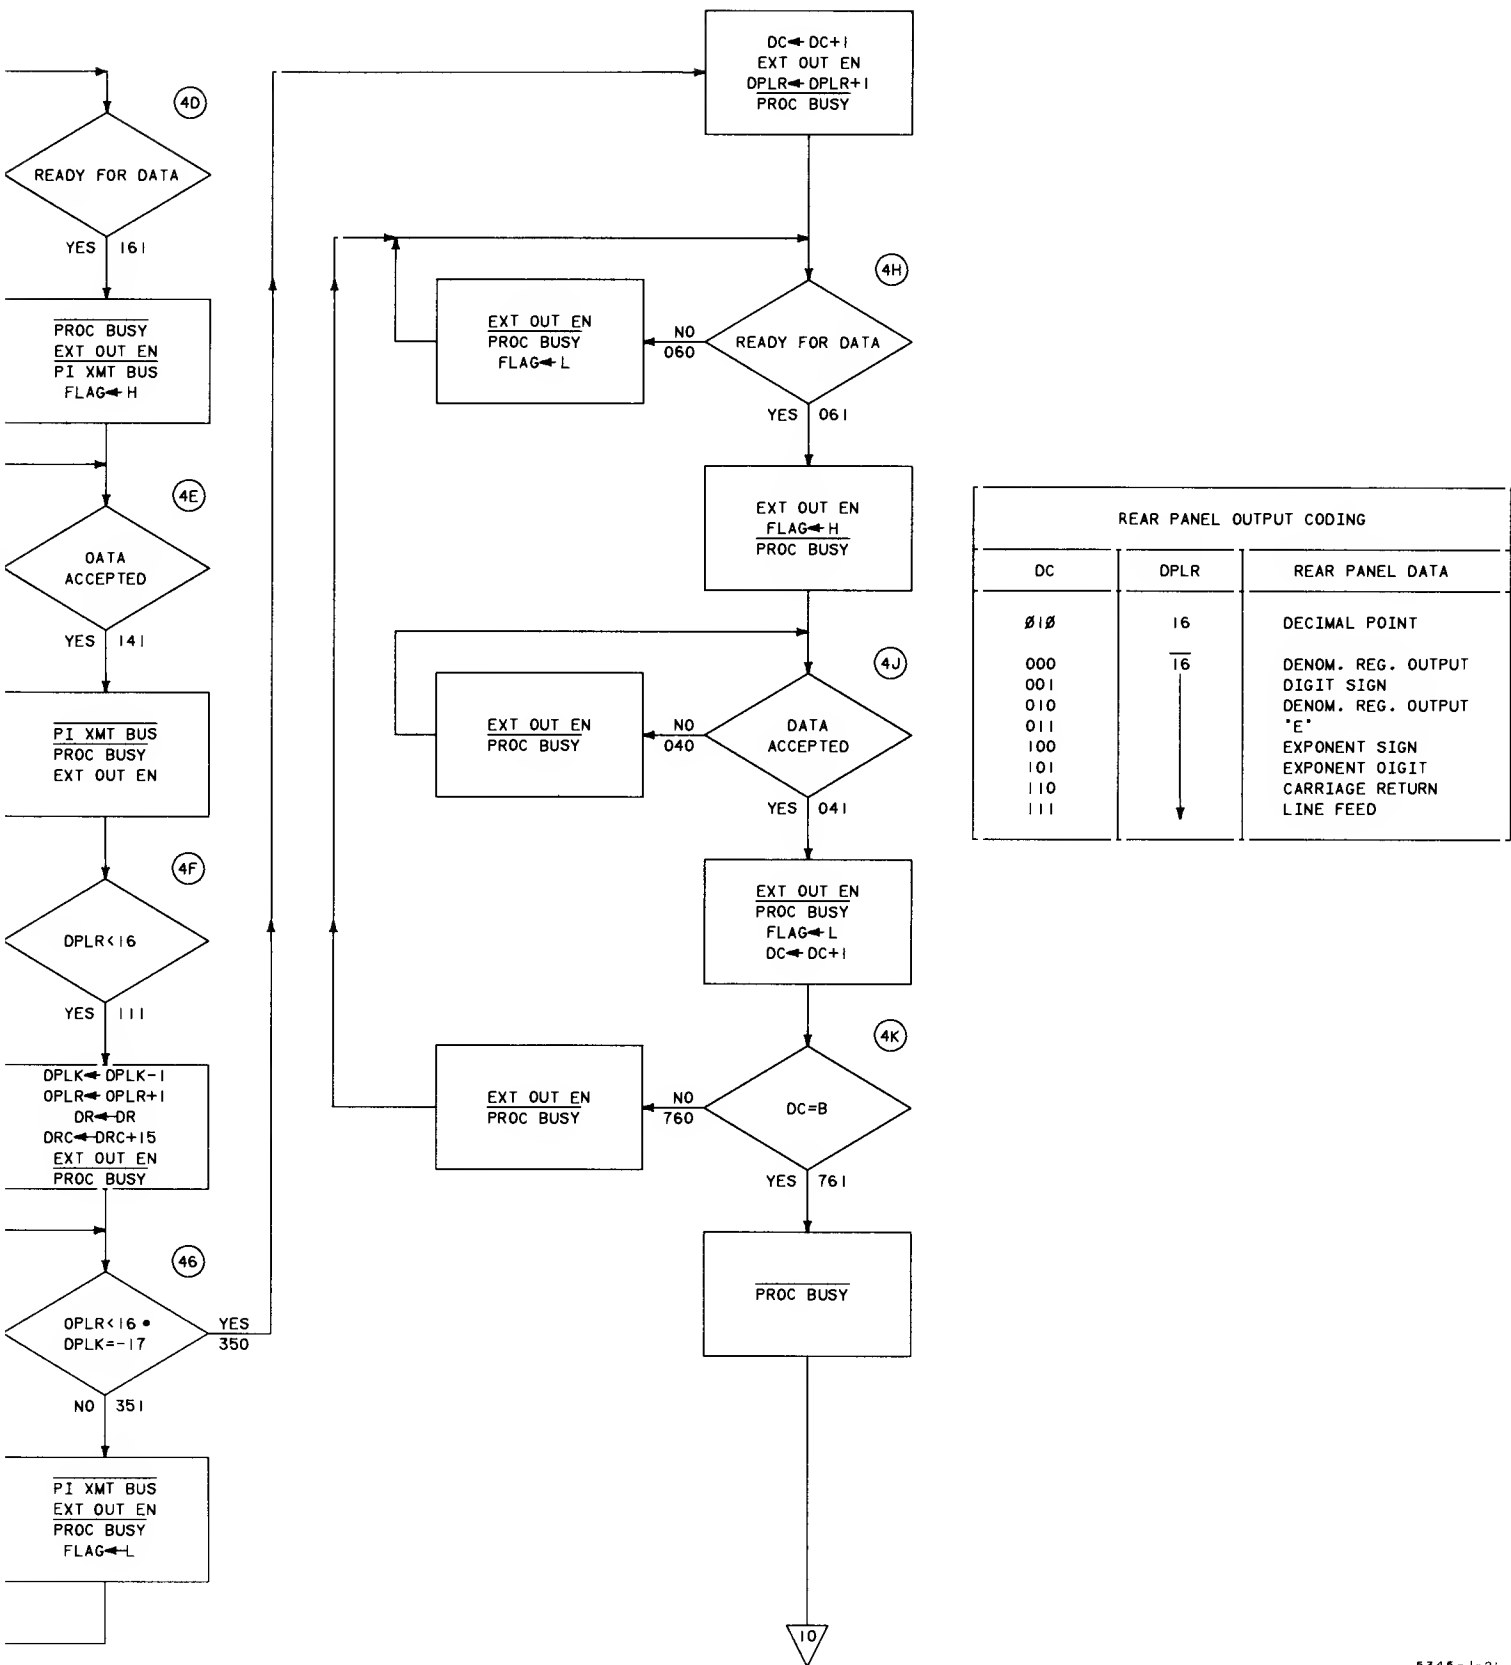 4D
READY FOR DATA
YES 161
PROC BUSY
EXT OUT EN
PI XMT BUS
FLAG←H
4E
OATA
ACCEPTED
YES 141
PI XMT BUS
PROC BUSY
EXT OUT EN
4F
DPLR<16
YES 111
DPLK←DPLK-1
OPLR←OPLR+1
DR←DR
DRC←DRC+15
EXT OUT EN
PROC BUSY
46
OPLR<16 •
DPLK=-17
YES
350
NO 351
PI XMT BUS
EXT OUT EN
PROC BUSY
FLAG←L
DC←DC+1
EXT OUT EN
DPLR←DPLR+1
PROC BUSY
4H
READY FOR DATA
NO
060
EXT OUT EN
PROC BUSY
FLAG←L
YES 061
EXT OUT EN
FLAG←H
PROC BUSY
4J
DATA
ACCEPTED
NO
040
EXT OUT EN
PROC BUSY
YES 041
EXT OUT EN
PROC BUSY
FLAG←L
DC←DC+1
4K
DC=B
NO
760
EXT OUT EN
PROC BUSY
YES 761
PROC BUSY
10
REAR PANEL OUTPUT CODING
DC OPLR REAR PANEL DATA
Ø1Ø 16 DECIMAL POINT
000 16 DENOM. REG. OUTPUT
001 DIGIT SIGN
010 DENOM. REG. OUTPUT
011 "E"
100 EXPONENT SIGN
101 EXPONENT OIGIT
110 CARRIAGE RETURN
111 LINE FEED